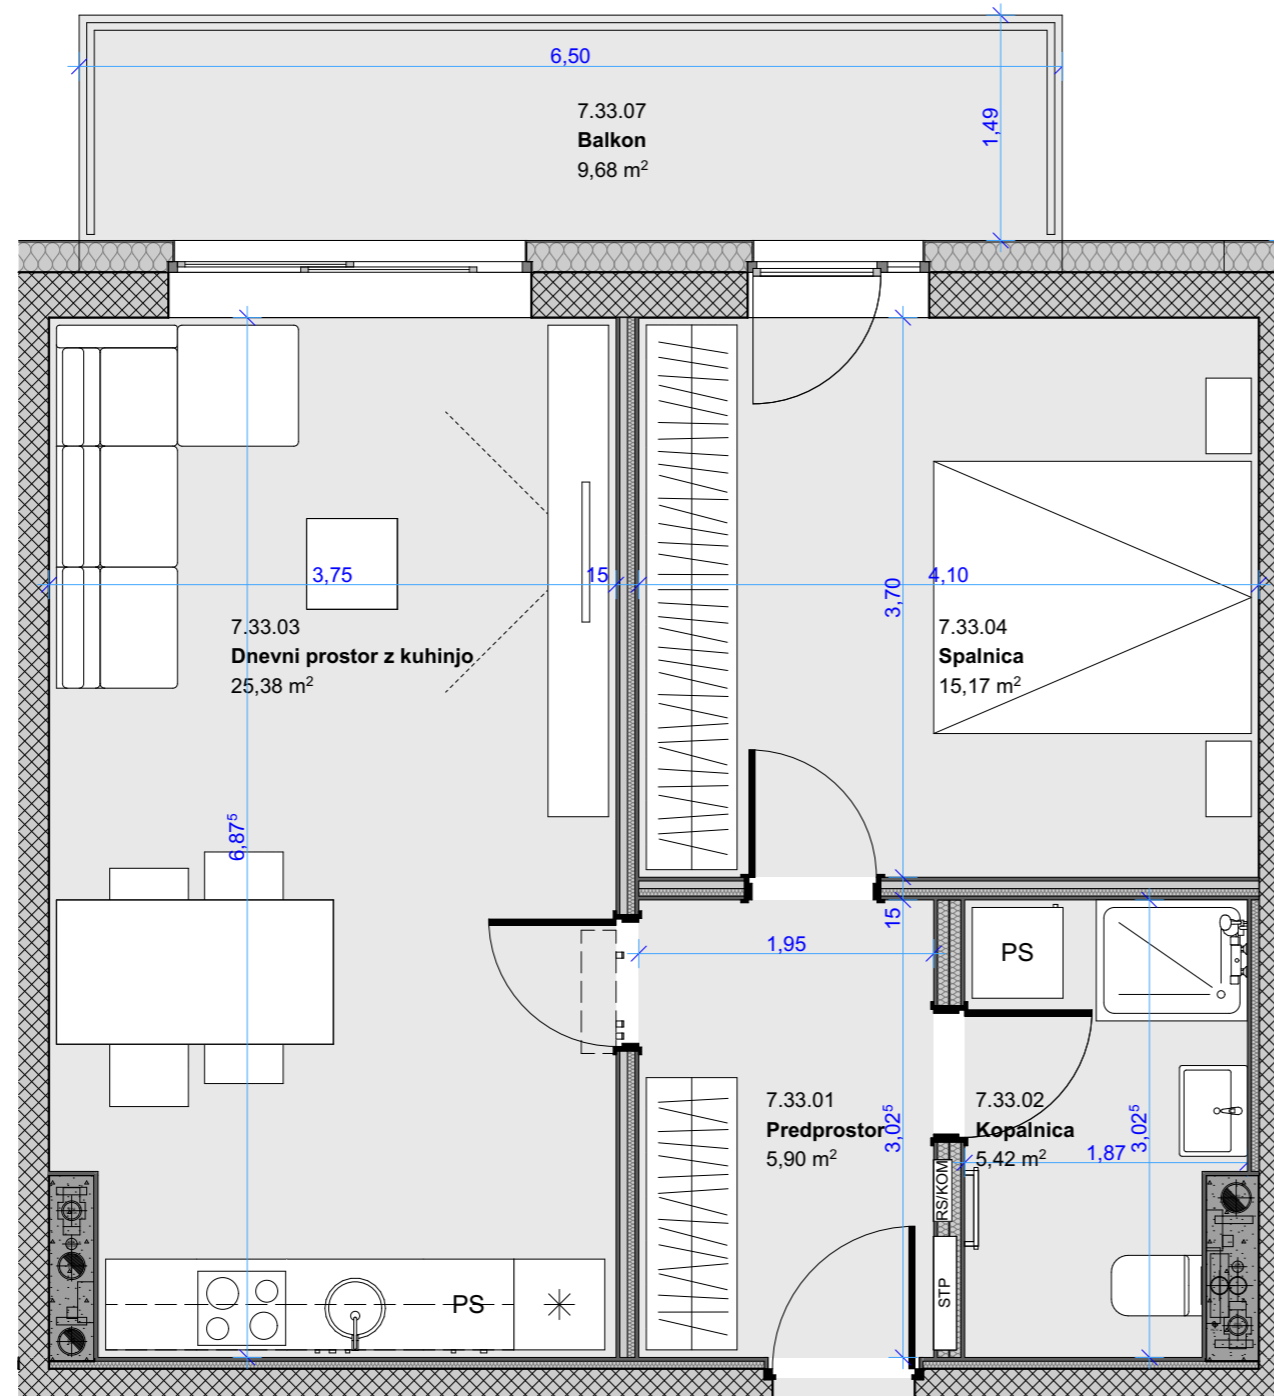 6,50
1,49
7.33.07
Balkon
9,68 m²
3,75
15
4,10
3,70
7.33.03
Dnevni prostor z kuhinjo
25,38 m²
7.33.04
Spalnica
15,17 m²
6,87⁵
15
1,95
PS
7.33.01
Predprostor
5,90 m²
3,02⁵
7.33.02
Kopalnica
5,42 m²
1,87
3,02⁵
RS/KOM
STP
PS